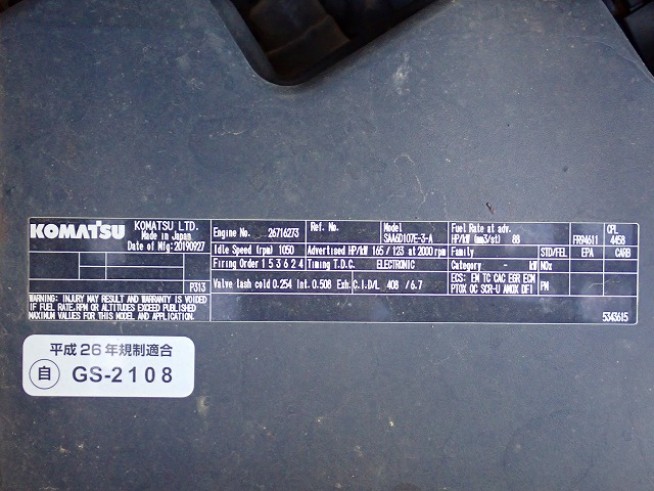 KOMATSU
KOMATSU LTD.
Made in Japan
Date of Mfg:20190927
P313
WARNING: INJURY MAY RESULT AND WARRANTY IS VOIDED
IF FUEL RATE,RPM OR ALTITUDES EXCEED PUBLISHED
MAXIMUM VALUES FOR THIS MODEL AND APPLICATION.
Engine No. 26716273
Ref. No.
Model
SAA6D107E-3-A
Fuel Rate at adv.
HP/kW (mm3/st) 88
FR94611
CPL
4458
Idle Speed (rpm) 1050
Advertised HP/kW 165 / 123 at 2000 rpm
Family
STD/FEL
EPA
CARB
Firing Order 1 5 3 6 2 4
Timing T.D.C. ELECTRONIC
Category - kW
NOx
Valve lash cold 0.254 Int. 0.508 Exh.
C.I.D/L 408 / 6.7
ECS: EM TC CAC EGR ECM
PTOX OC SCR-U AMOX DFI
PM
5343615
平成26年規制適合
自 GS-2108